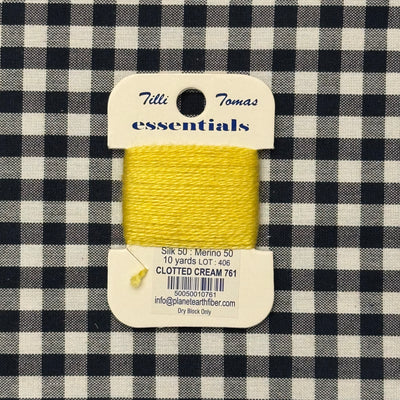 Tilli Tomas
essentials
Silk 50 : Merino 50
10 yards LOT : 406
CLOTTED CREAM 761
50050010761
info@planetearthfiber.com
Dry Block Only